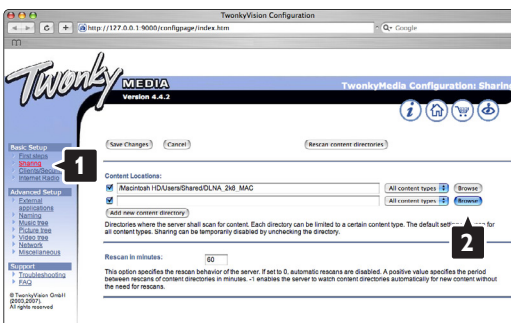 TwonkyVision Configuration
http://127.0.0.1:9000/configpage/index.htm
Google
Twonky MEDIA
Version 4.4.2
TwonkyMedia Configuration: Sharing
Save Changes
Cancel
Rescan content directories
Basic Setup
First steps
Sharing
Clients/Security
Internet Radio
1
Content Locations:
/Macintosh HD/Users/Shared/DLNA_2k8_MAC
All content types
Browse
All content types
Browse
Add new content directory
2
Advanced Setup
External
applications
Naming
Music tree
Picture tree
Video tree
Network
Miscellaneous
Directories where the server shall scan for content. Each directory can be limited to a certain content type. The default for
all content types. Sharing can be temporarily disabled by unchecking the directory.
Rescan in minutes:
60
This option specifies the rescan behavior of the server. If set to 0, automatic rescans are disabled. A positive value specifies the period
between rescans of content directories in minutes. -1 enables the server to watch content directories automatically for new content without
the need for rescans.
Support
Troubleshooting
FAQ
© TwonkyVision GmbH
(2003,2007).
All rights reserved